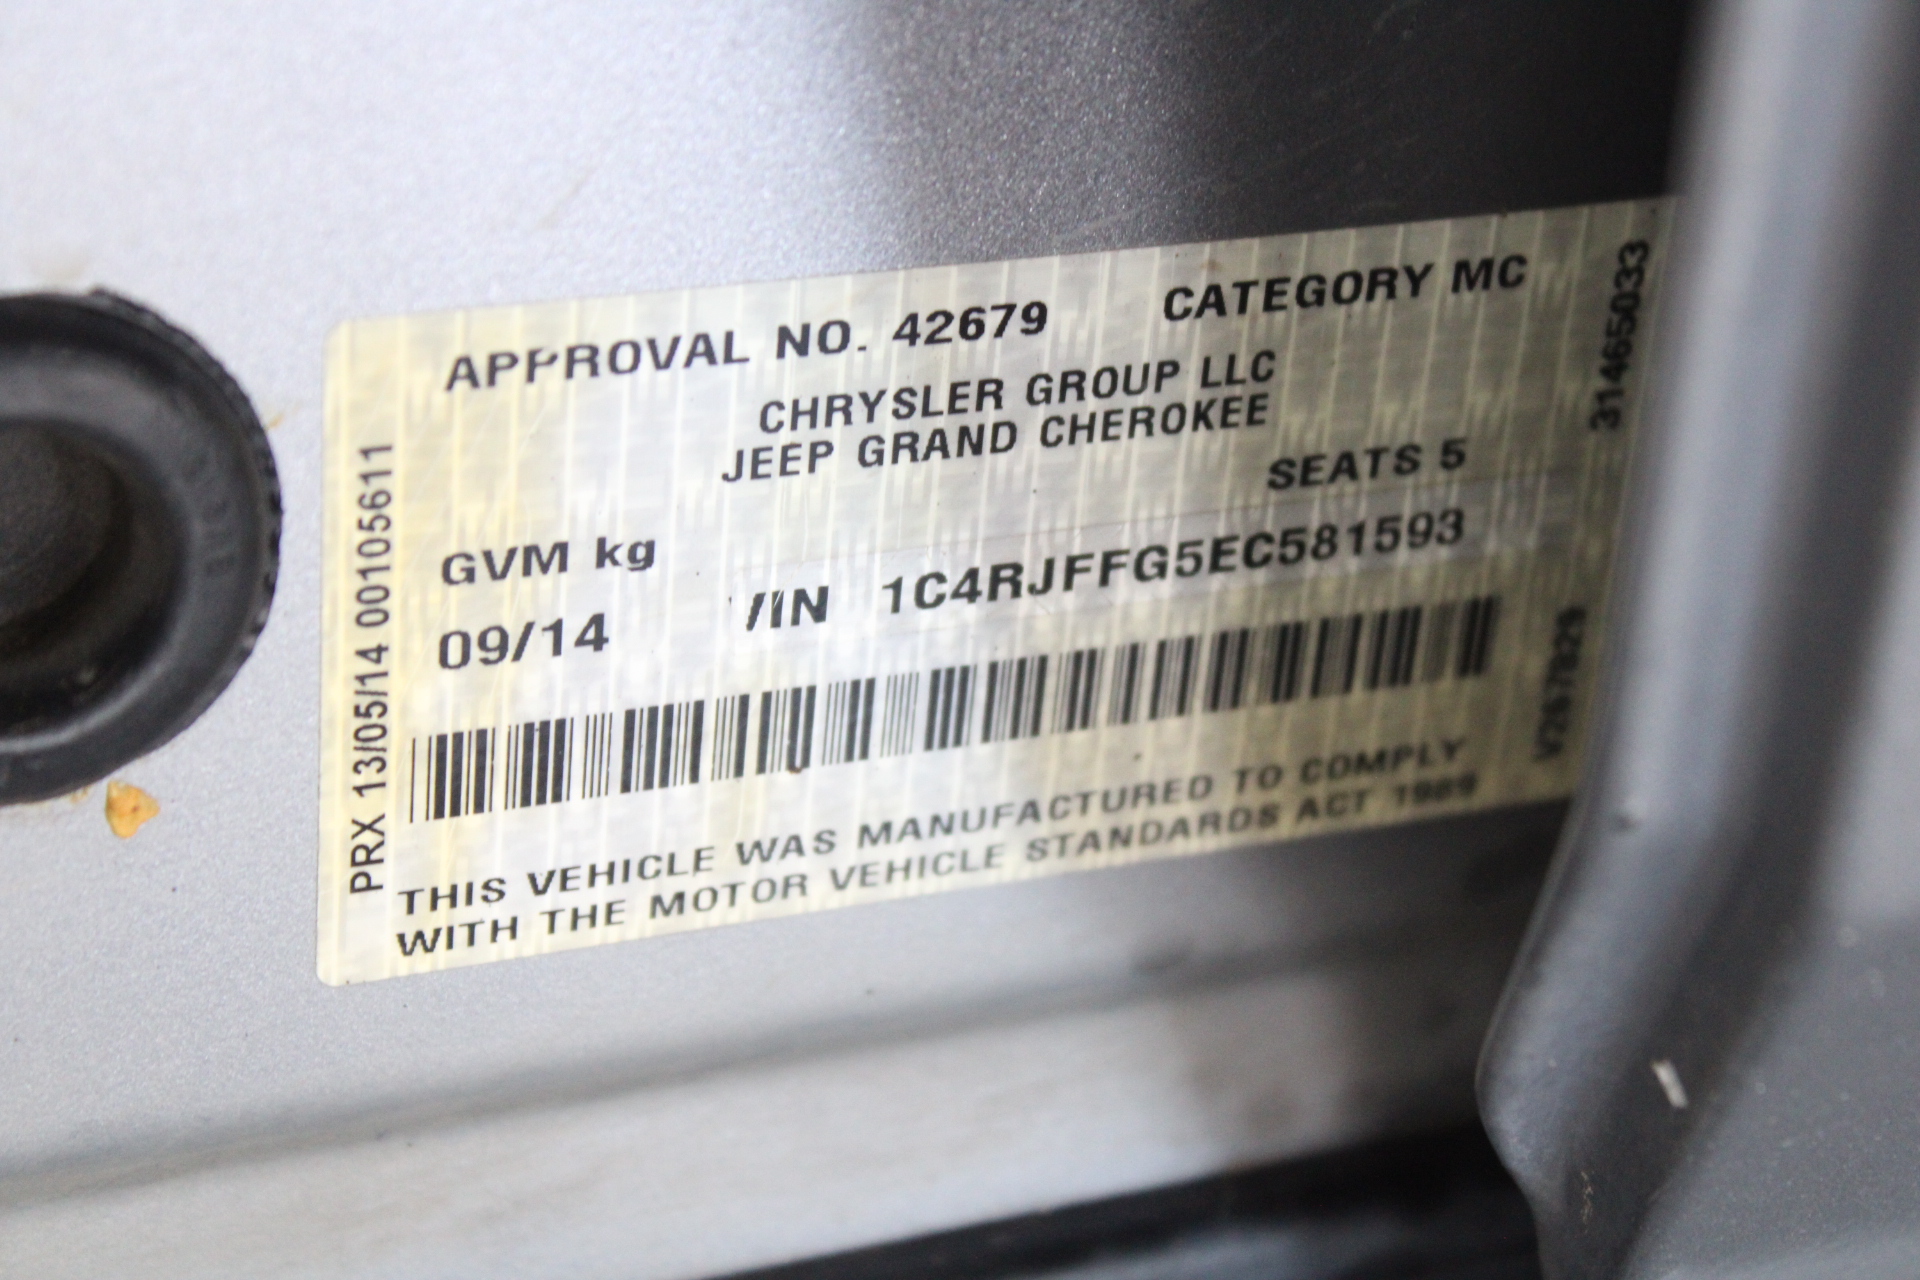 APPROVAL NO. 42679 CATEGORY MC
CHRYSLER GROUP LLC
JEEP GRAND CHEROKEE
SEATS 5
GVM kg
09/14 VIN 1C4RJFFG5EC581593
THIS VEHICLE WAS MANUFACTURED TO COMPLY
WITH THE MOTOR VEHICLE STANDARDS ACT 1989
PRX 13/05/14 00105611
31465033